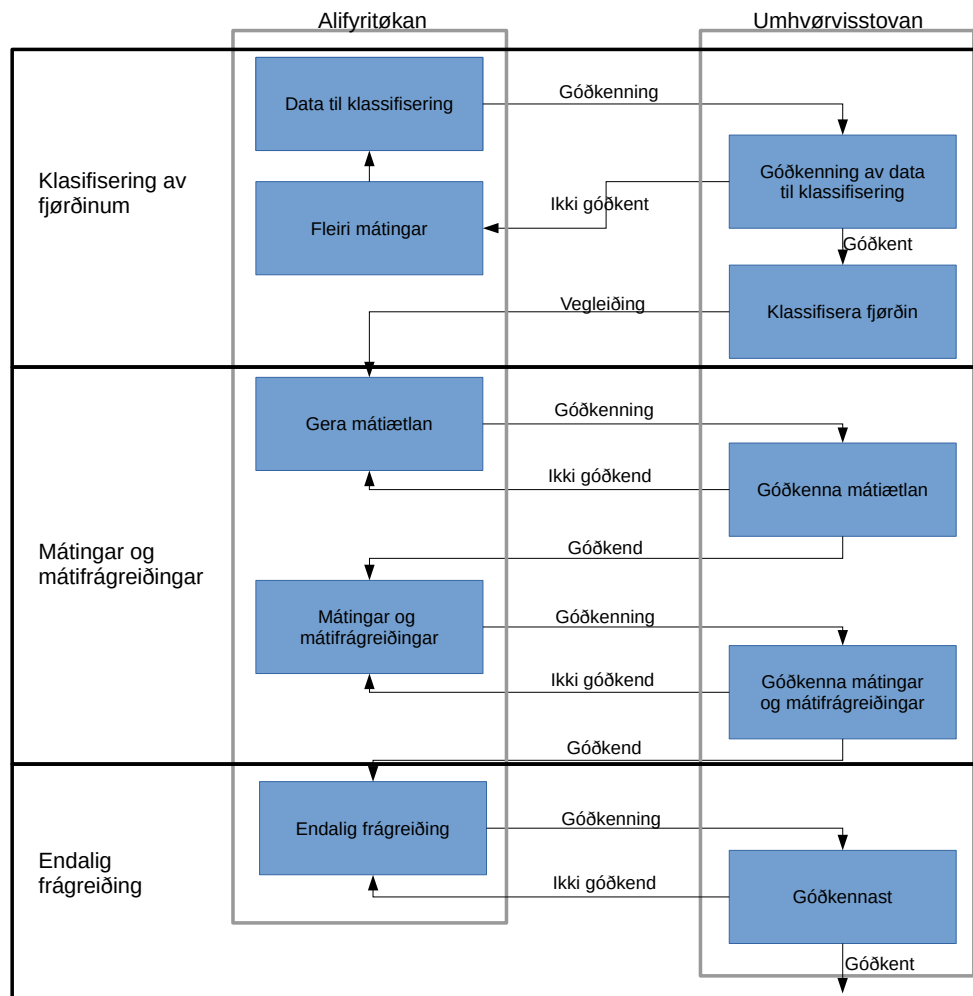 Alifyritøkan
Umhvørvisstovan
Klasifisering av
fjørðinum
Data til klassifisering
Góðkenning
Góðkenning av data
til klassifisering
Ikki góðkent
Fleiri mátingar
Góðkent
Klassifisera fjørðin
Vegleiðing
Mátingar og
mátifrágreiðingar
Gera mátiætlan
Góðkenning
Ikki góðkend
Góðkenna mátiætlan
Góðkend
Mátingar og
mátifrágreiðingar
Góðkenning
Ikki góðkend
Góðkenna mátingar
og mátifrágreiðingar
Góðkend
Endalig
frágreiðing
Endalig frágreiðing
Góðkenning
Ikki góðkend
Góðkennast
Góðkent